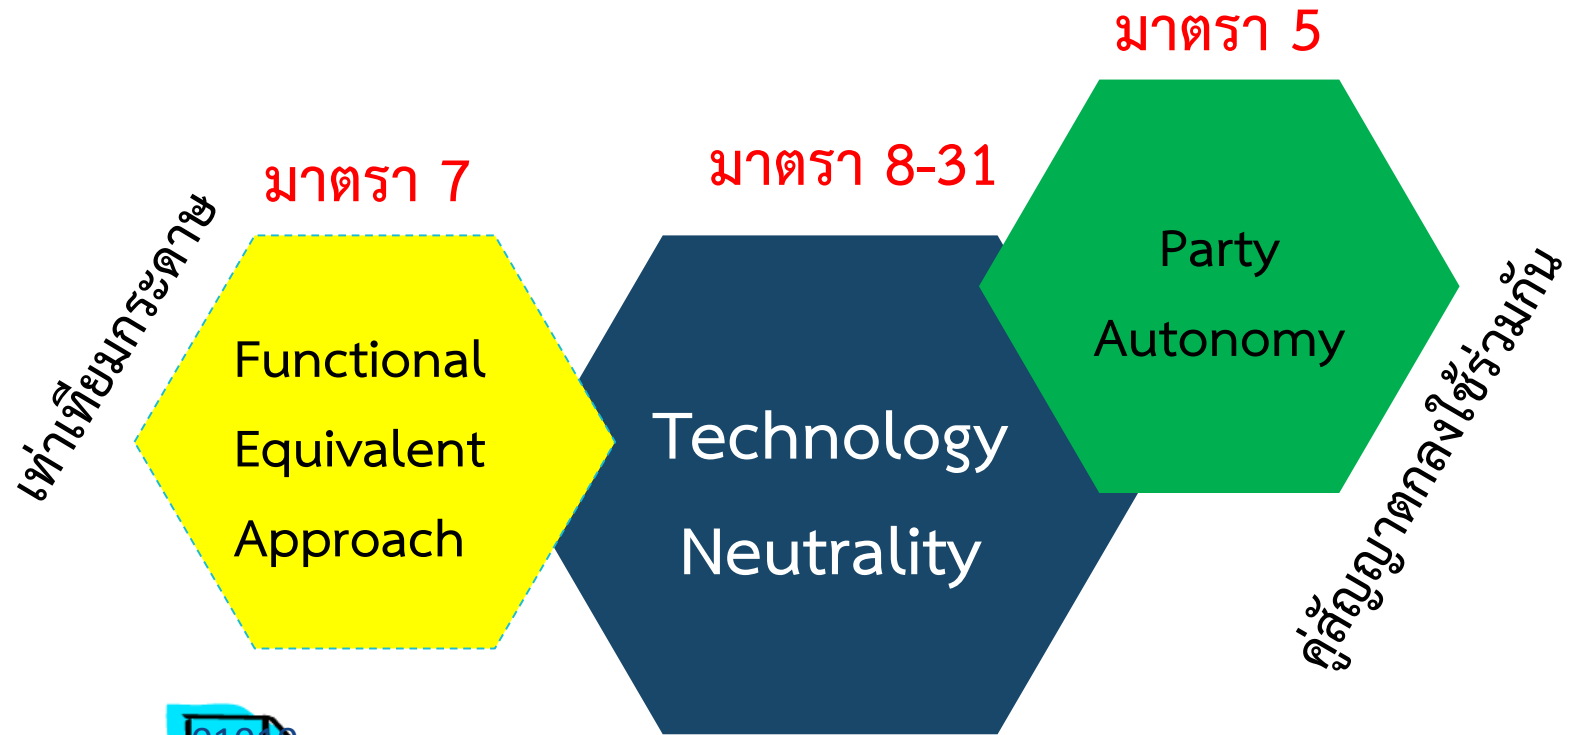 มาตรา 5
มาตรา 8-31
มาตรา 7
เท่าเทียมกระดาษ
Functional
Equivalent
Approach
Technology
Neutrality
Party
Autonomy
คู่สัญญาตกลงใช้ร่วมกัน